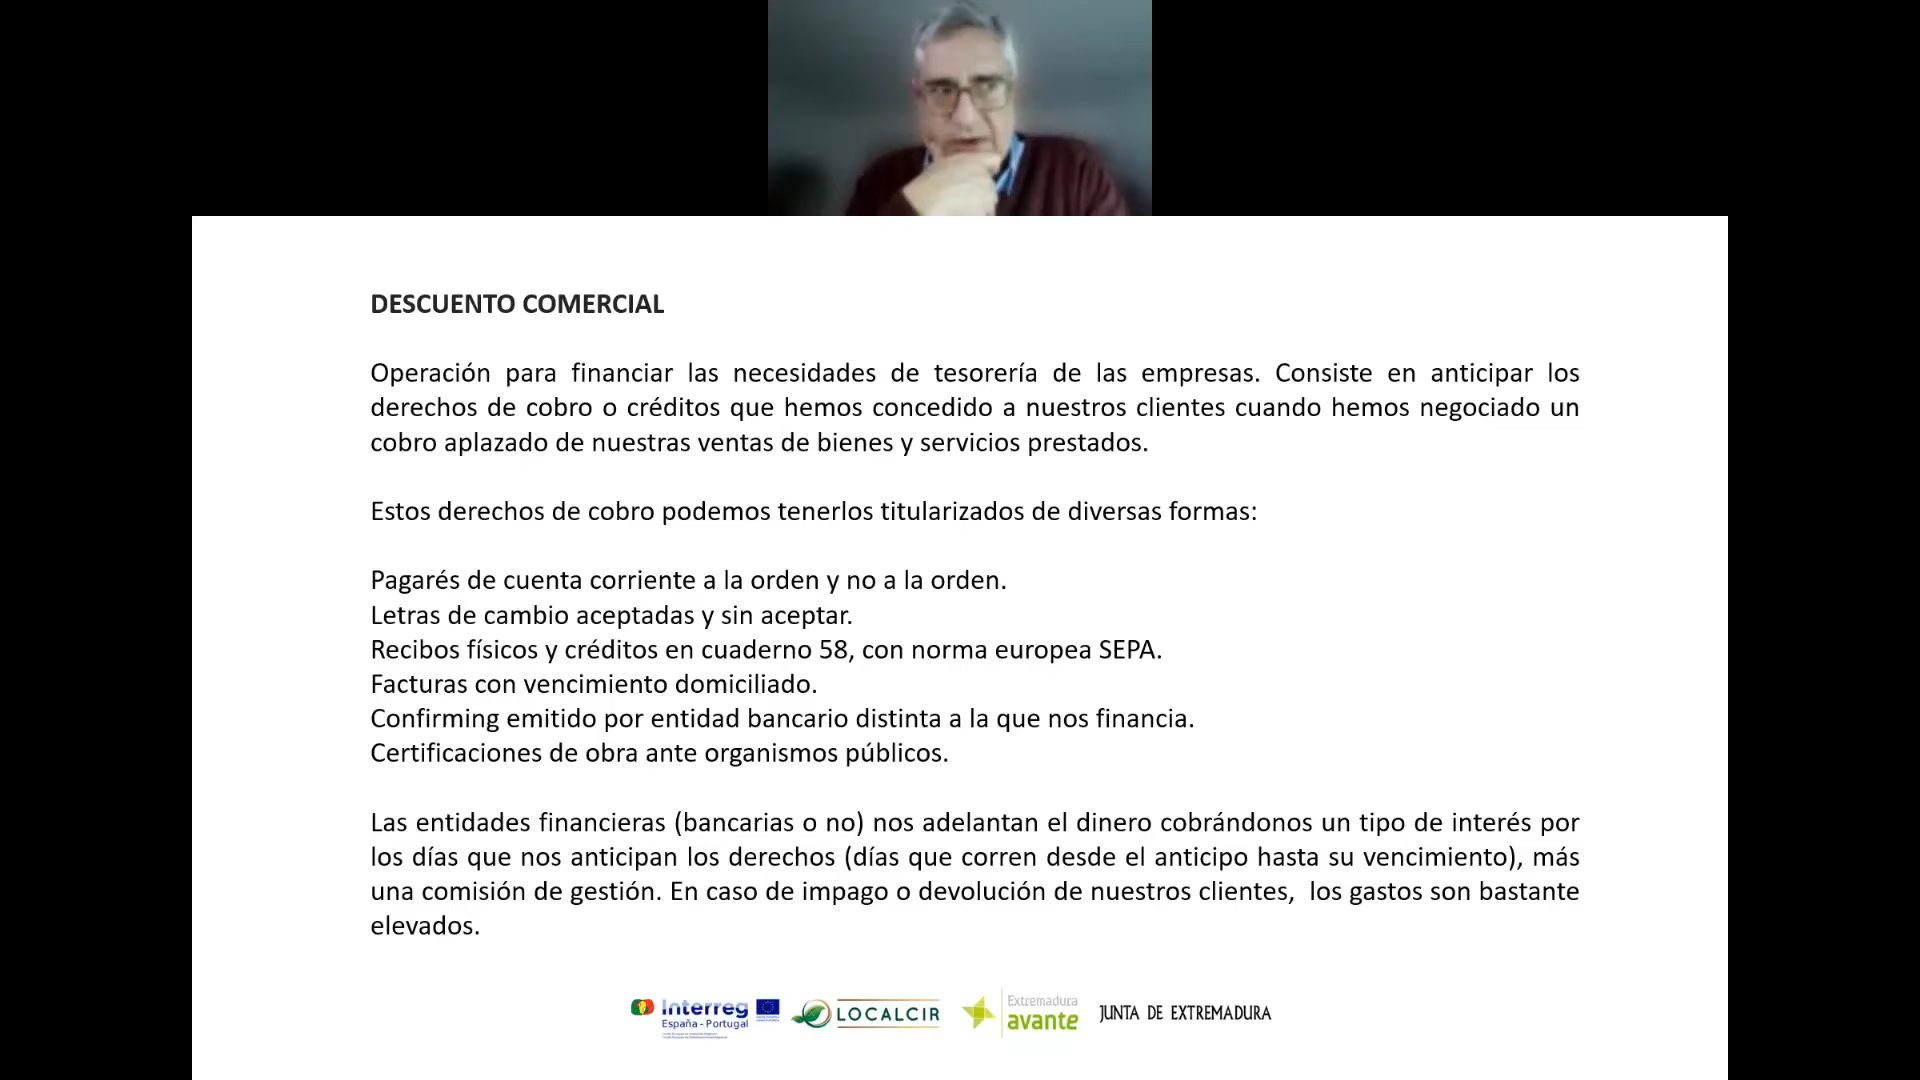 DESCUENTO COMERCIAL
Operación para financiar las necesidades de tesorería de las empresas. Consiste en anticipar los
derechos de cobro o créditos que hemos concedido a nuestros clientes cuando hemos negociado un
cobro aplazado de nuestras ventas de bienes y servicios prestados.
Estos derechos de cobro podemos tenerlos titularizados de diversas formas:
Pagarés de cuenta corriente a la orden y no a la orden.
Letras de cambio aceptadas y sin aceptar.
Recibos físicos y créditos en cuaderno 58, con norma europea SEPA.
Facturas con vencimiento domiciliado.
Confirming emitido por entidad bancario distinta a la que nos financia.
Certificaciones de obra ante organismos públicos.
Las entidades financieras (bancarias o no) nos adelantan el dinero cobrándonos un tipo de interés por
los días que nos anticipan los derechos (días que corren desde el anticipo hasta su vencimiento), más
una comisión de gestión. En caso de impago o devolución de nuestros clientes,  los gastos son bastante
elevados.
Interreg
España - Portugal
LOCALCIR
Extremadura
avante
JUNTA DE EXTREMADURA